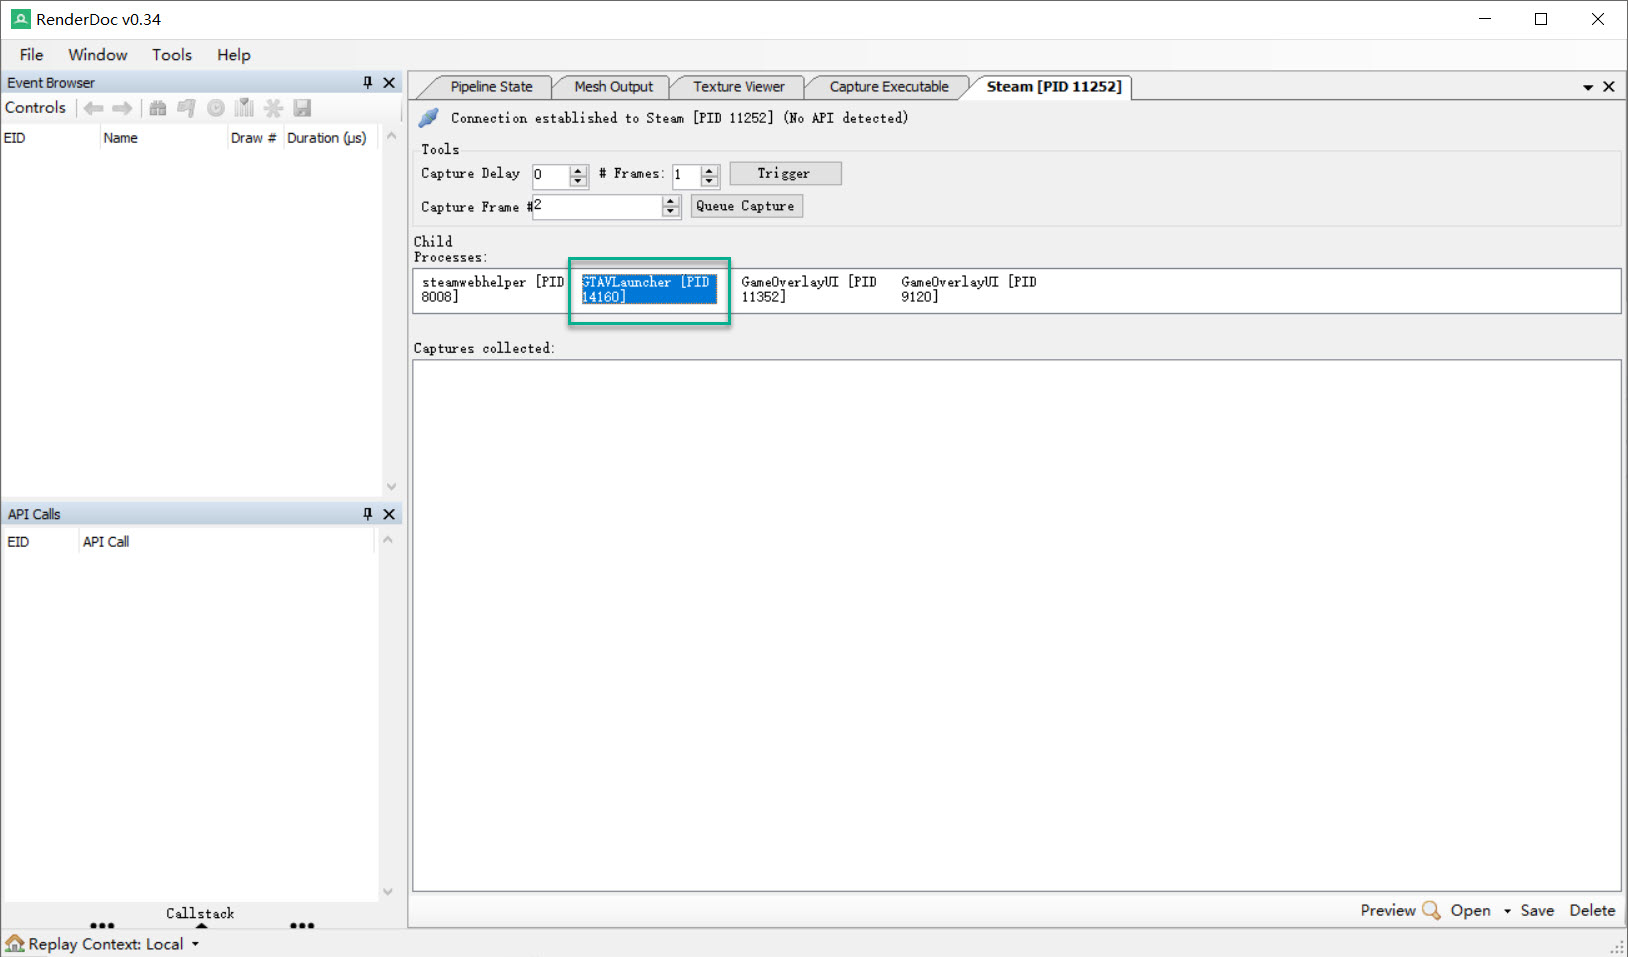 RenderDoc v0.34
File Window Tools Help
Event Browser
Controls
EID Name Draw # Duration (μs)
API Calls
EID API Call
Callstack
Pipeline State Mesh Output Texture Viewer Capture Executable Steam [PID 11252]
Connection established to Steam [PID 11252] (No API detected)
Tools
Capture Delay 0 # Frames: 1 Trigger
Capture Frame #2 Queue Capture
Child
Processes:
steamwebhelper [PID
8008]
GTAVLauncher [PID
14160]
GameOverlayUI [PID
11352]
GameOverlayUI [PID
9120]
Captures collected:
Preview Open Save Delete
Replay Context: Local